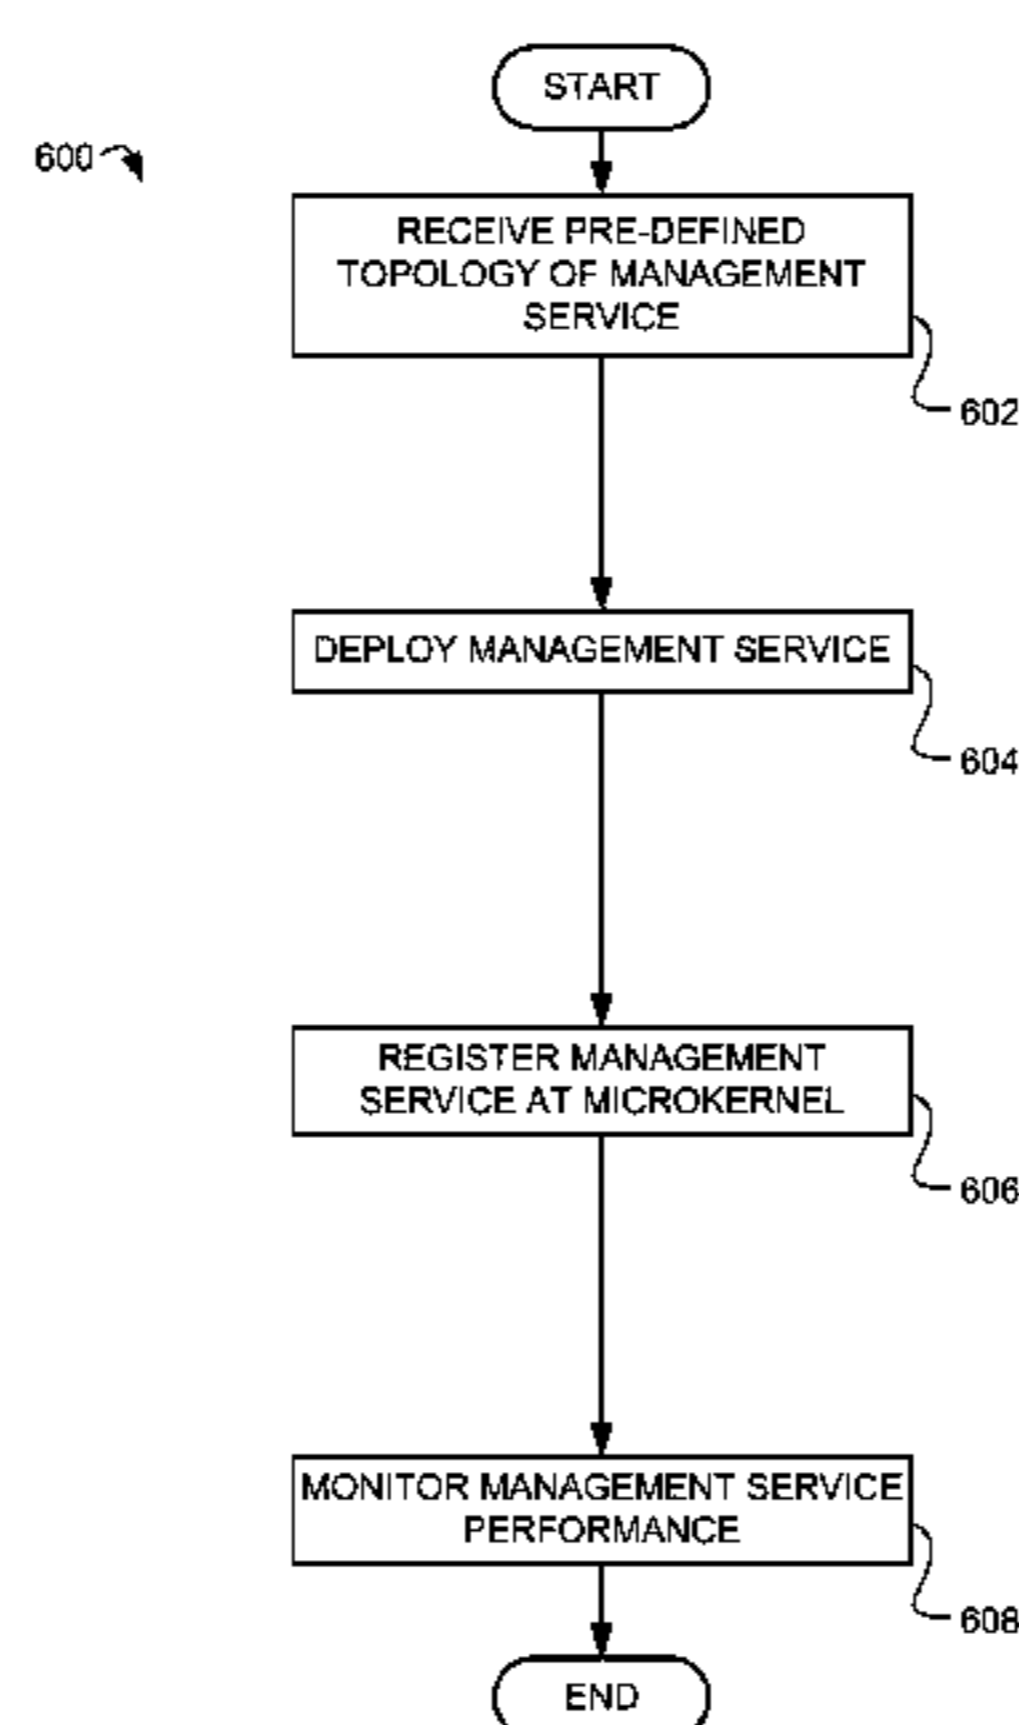 START
600
RECEIVE PRE-DEFINED
TOPOLOGY OF MANAGEMENT
SERVICE
602
DEPLOY MANAGEMENT SERVICE
604
REGISTER MANAGEMENT
SERVICE AT MICROKERNEL
606
MONITOR MANAGEMENT SERVICE
PERFORMANCE
608
END